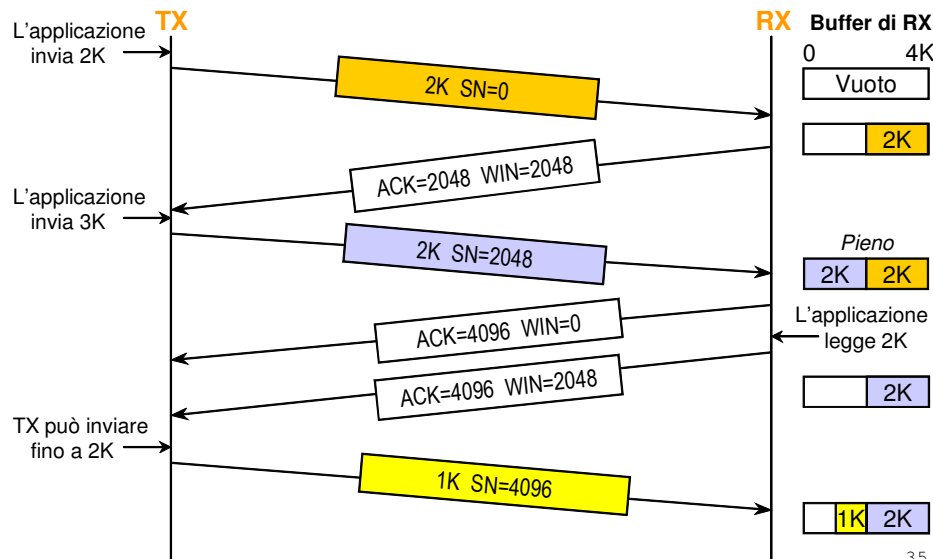 TX
RX
Buffer di RX
L'applicazione
invia 2K
0
4K
Vuoto
2K SN=0
2K
ACK=2048 WIN=2048
L'applicazione
invia 3K
2K SN=2048
Pieno
2K
2K
ACK=4096 WIN=0
L'applicazione
legge 2K
ACK=4096 WIN=2048
2K
TX può inviare
fino a 2K
1K SN=4096
1K
2K
35